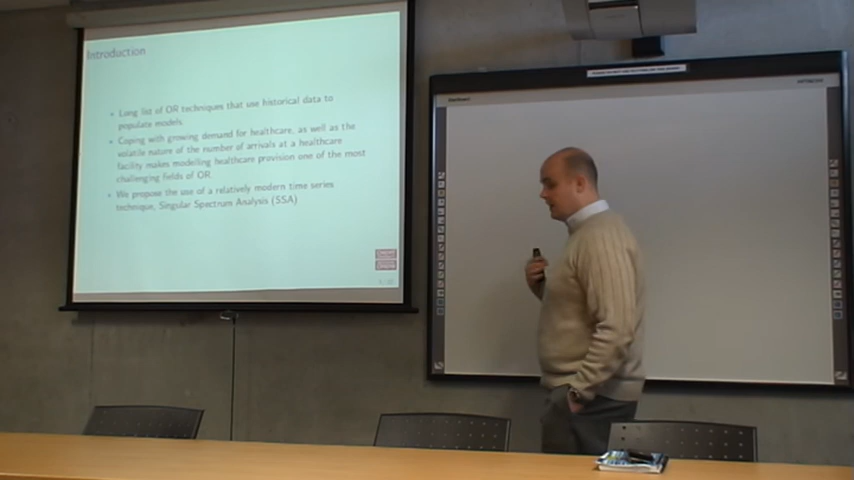 Introduction
Long list of OR techniques that use historical data to
populate models.
Coping with growing demand for healthcare, as well as the
volatile nature of the number of arrivals at a healthcare
facility makes modelling healthcare provision one of the most
challenging fields of OR
We propose the use of a relatively modern time series
technique, Singular Spectrum Analysis (SSA)
HITACHI